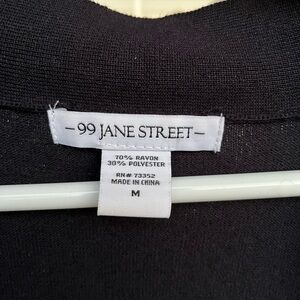 – 99 JANE STREET –
70% RAYON
30% POLYESTER
RN# 73352
MADE IN CHINA
M